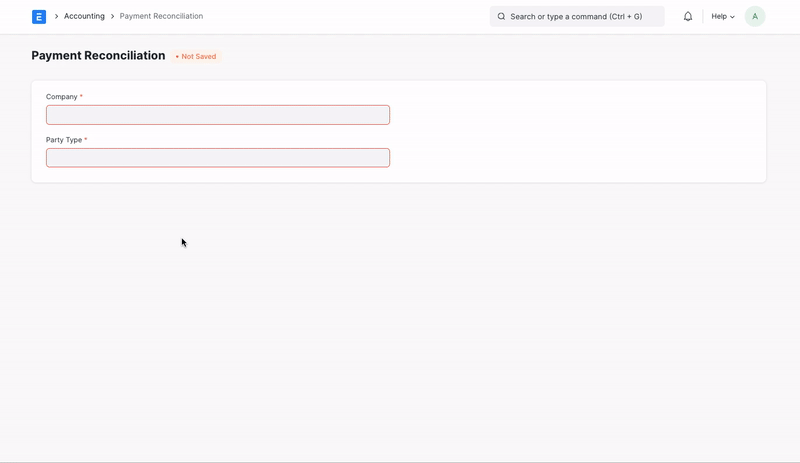 Accounting Payment Reconciliation Search or type a command (Ctrl + G) Help A
Payment Reconciliation • Not Saved
Company *
Party Type *